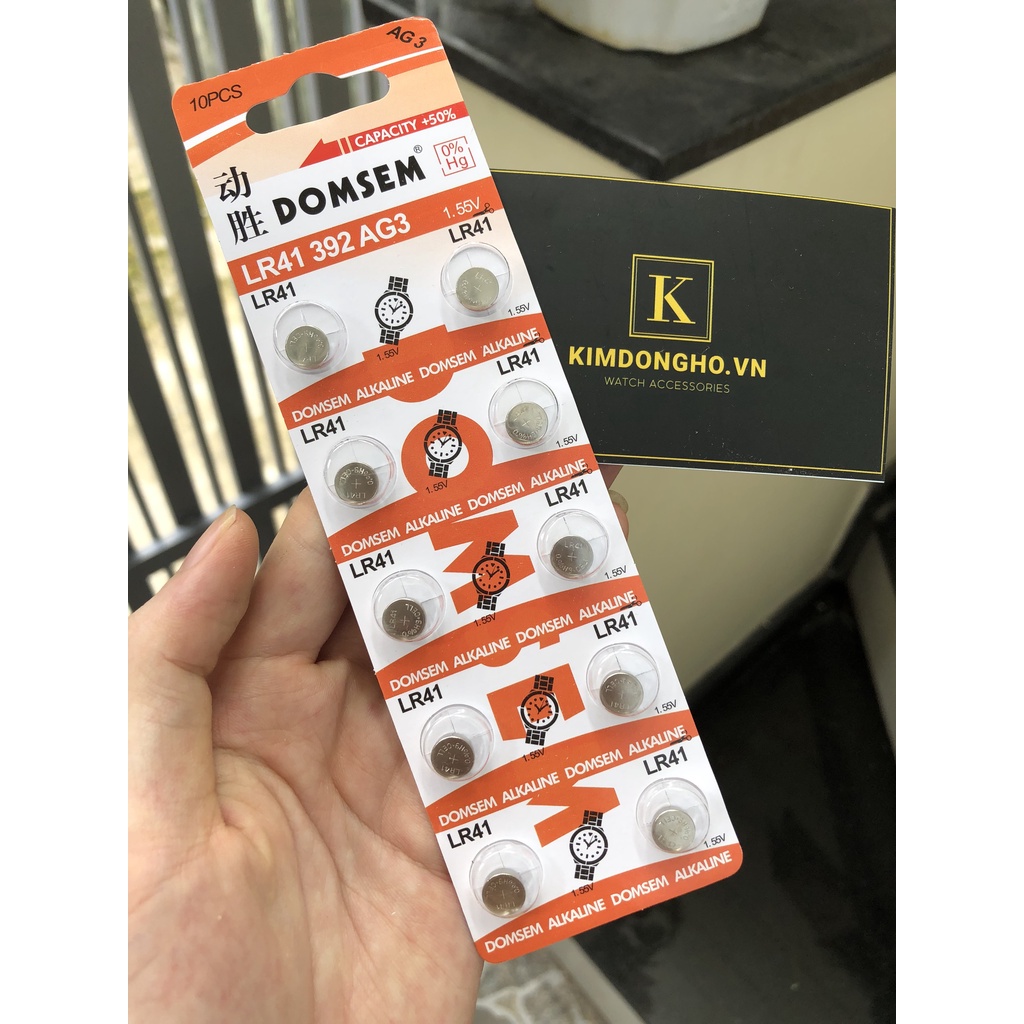 AG3
10PCS
CAPACITY +50%
0%
Hg
动胜
DOMSEM®
LR41 392 AG3
1.55V
LR41
LR41
1.55V
1.55V
DOMSEM ALKALINE DOMSEM ALKALINE
LR41
LR41
1.55V
1.55V
DOMSEM ALKALINE DOMSEM ALKALINE
LR41
LR41
1.55V
1.55V
DOMSEM ALKALINE DOMSEM ALKALINE
LR41
LR41
1.55V
1.55V
DOMSEM ALKALINE DOMSEM ALKALINE
LR41
LR41
1.55V
1.55V
DOMSEM ALKALINE DOMSEM ALKALINE
K
KIMDONGHO.VN
WATCH ACCESSORIES